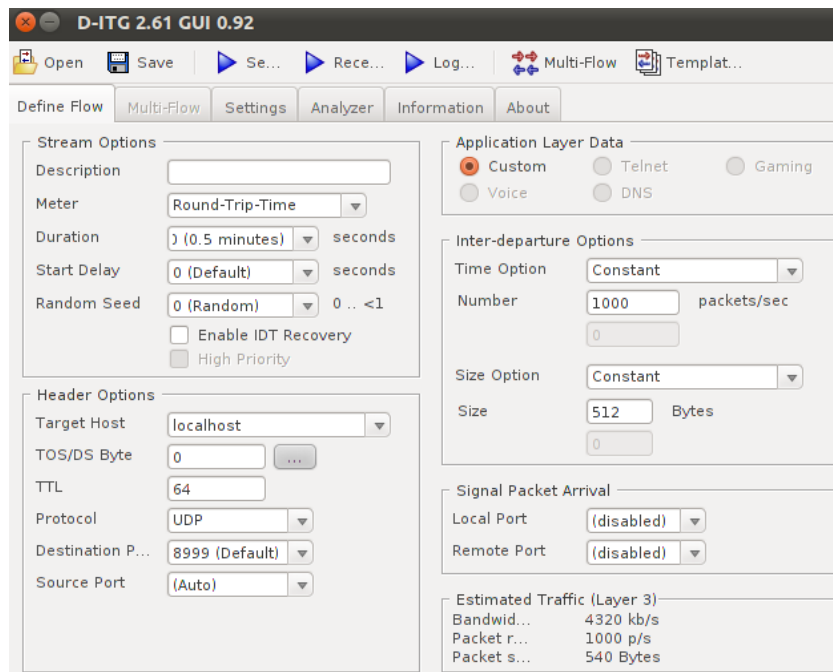 D-ITG 2.61 GUI 0.92
Open Save Se... Rece... Log... Multi-Flow Templat...
Define Flow Multi-Flow Settings Analyzer Information About
Stream Options
Description
Meter Round-Trip-Time
Duration (0.5 minutes) seconds
Start Delay 0 (Default) seconds
Random Seed 0 (Random) 0 .. <1
Enable IDT Recovery
High Priority
Header Options
Target Host localhost
TOS/DS Byte 0 ...
TTL 64
Protocol UDP
Destination P... 8999 (Default)
Source Port (Auto)
Application Layer Data
Custom Telnet Gaming
Voice DNS
Inter-departure Options
Time Option Constant
Number 1000 packets/sec
0
Size Option Constant
Size 512 Bytes
0
Signal Packet Arrival
Local Port (disabled)
Remote Port (disabled)
Estimated Traffic (Layer 3)
Bandwid... 4320 kb/s
Packet r... 1000 p/s
Packet s... 540 Bytes